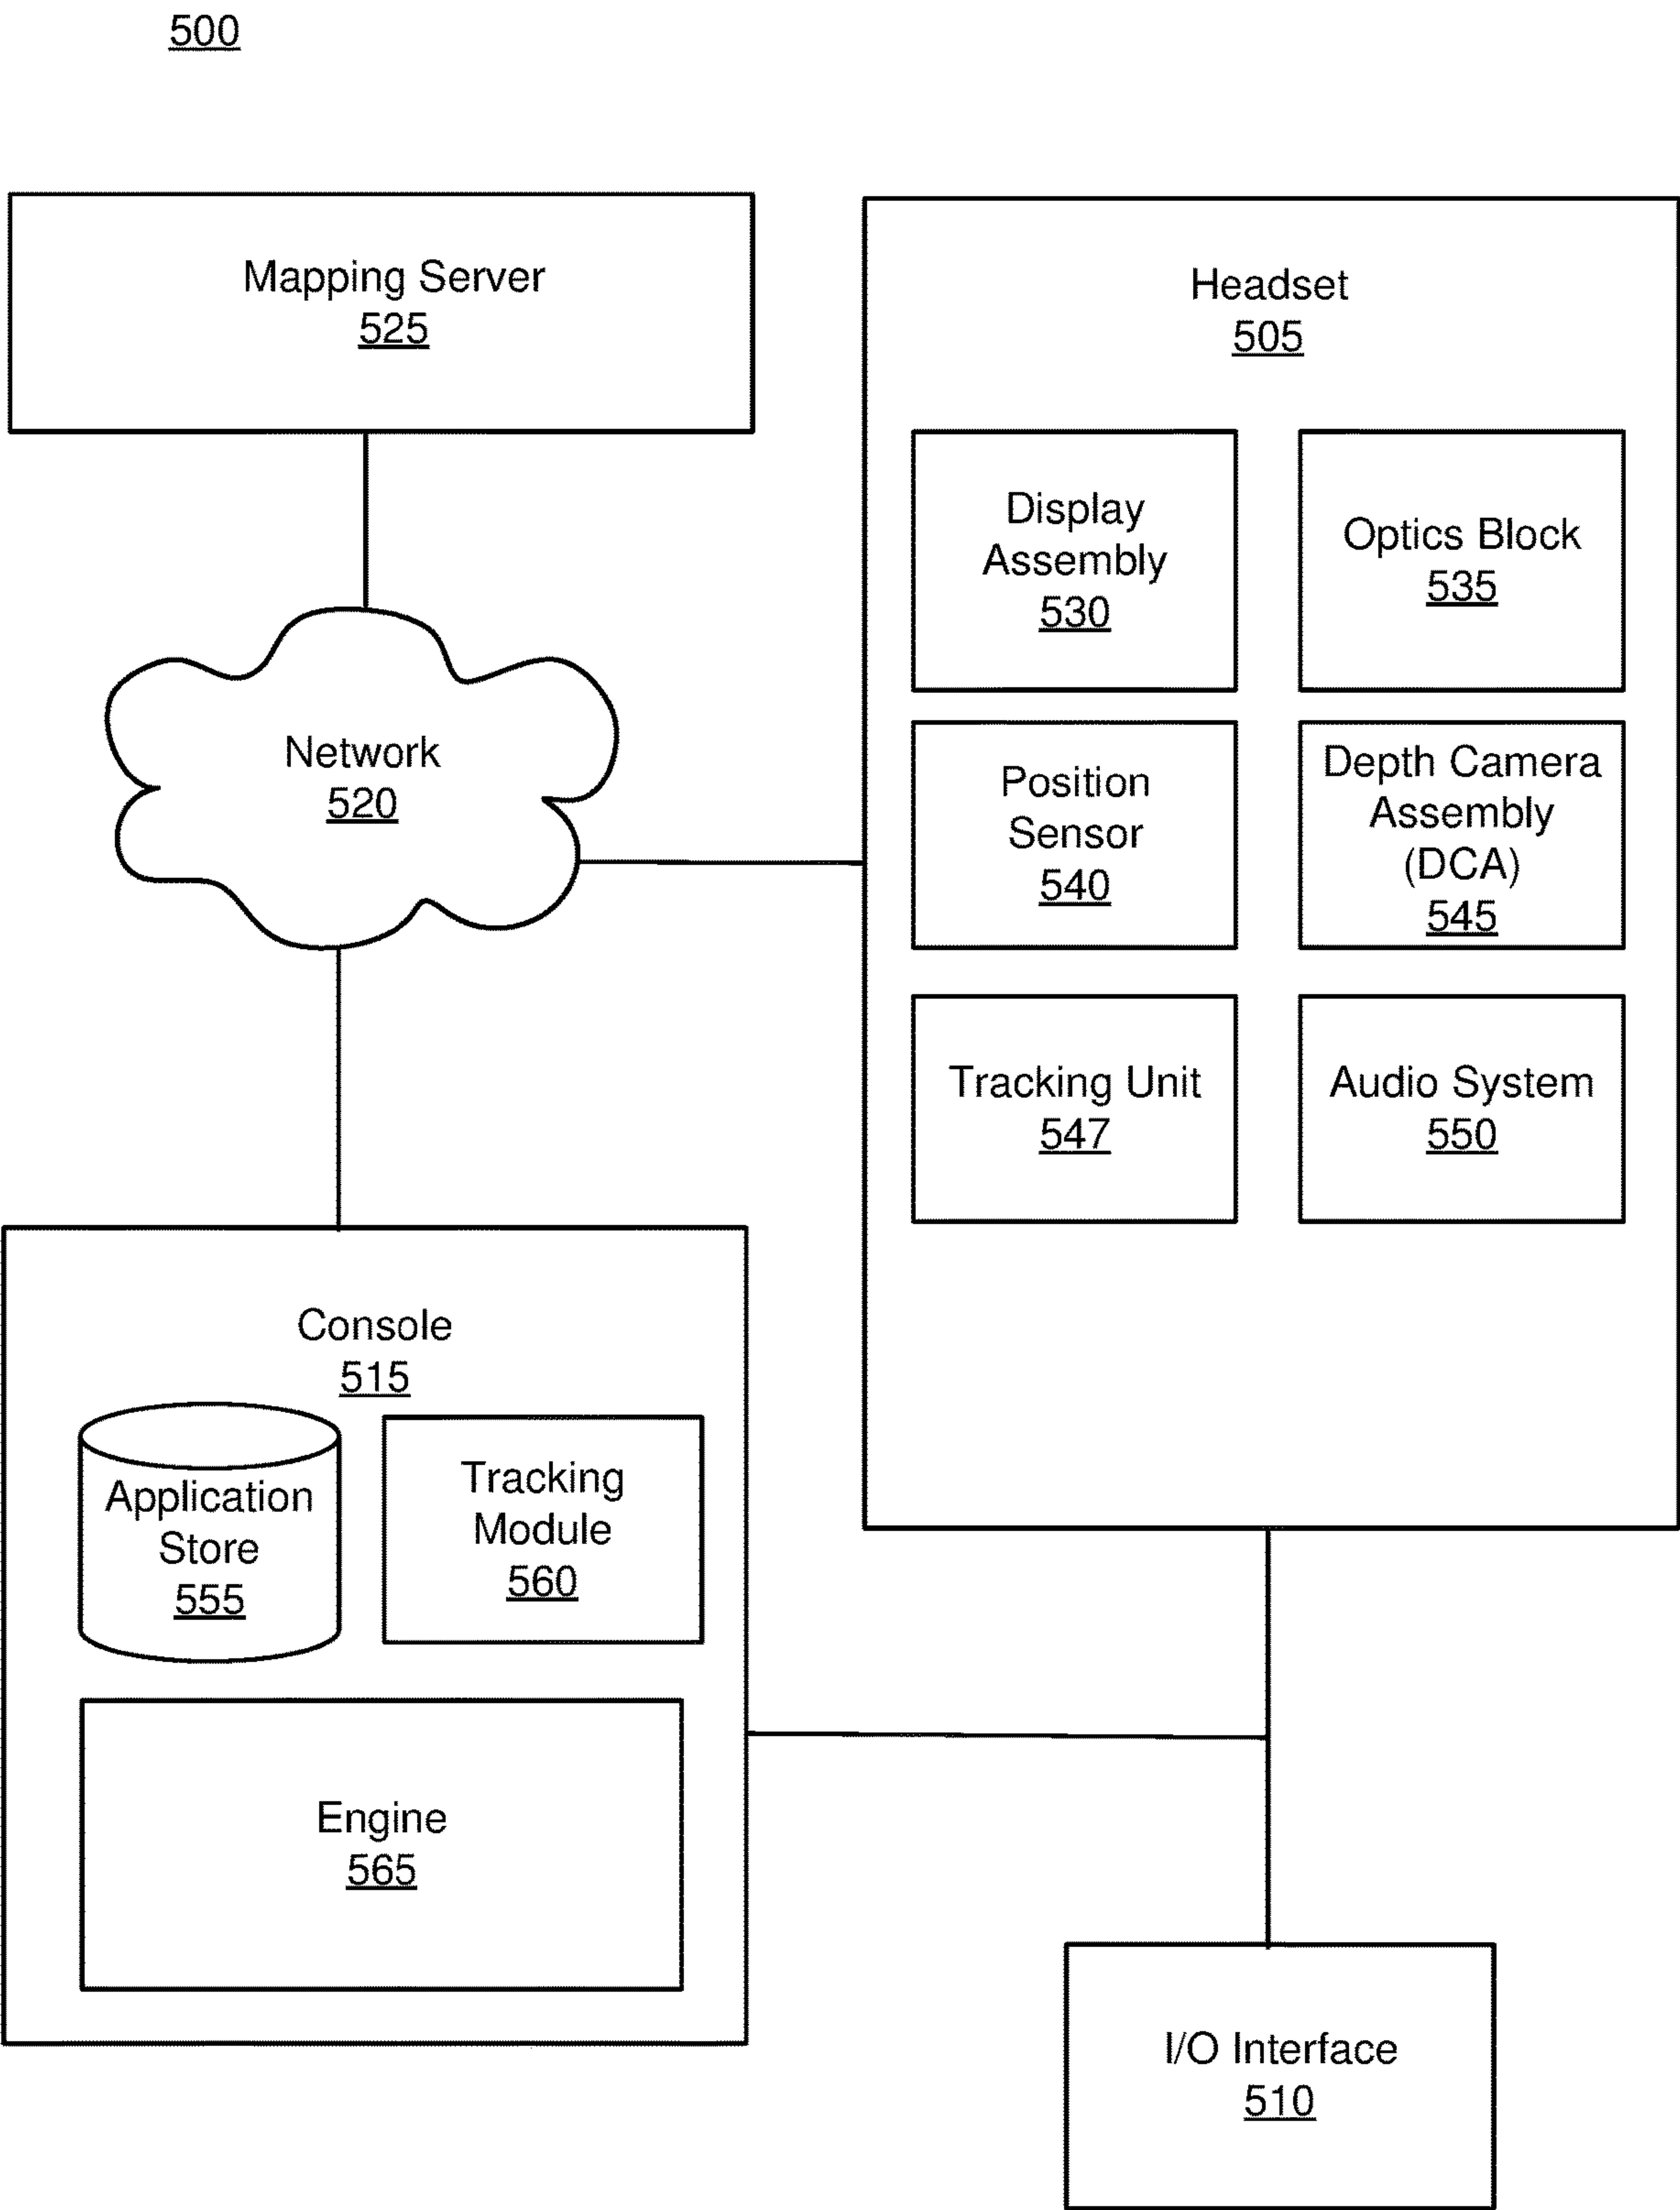 500
Mapping Server
525
Headset
505
Display
Assembly
530
Optics Block
535
Network
520
Position
Sensor
540
Depth Camera
Assembly
(DCA)
545
Tracking Unit
547
Audio System
550
Console
515
Application
Store
555
Tracking
Module
560
Engine
565
I/O Interface
510